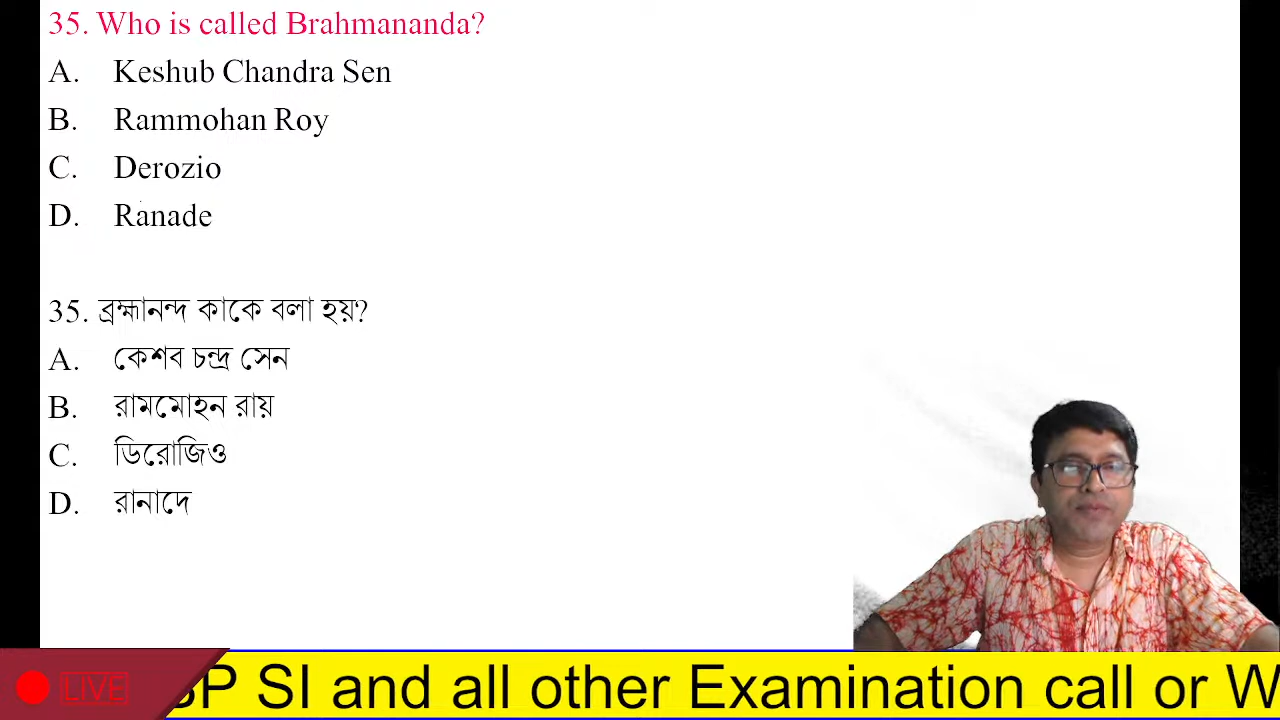 35. Who is called Brahmananda?
A. Keshub Chandra Sen
B. Rammohan Roy
C. Derozio
D. Ranade
35. ব্রহ্মানন্দ কাকে বলা হয়?
A. কেশব চন্দ্র সেন
B. রামমোহন রায়
C. ডিরোজিও
D. রানাদে
LIVE
SI and all other Examination call or W